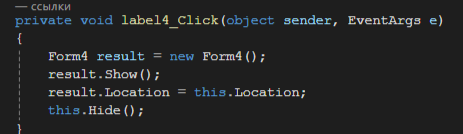 — ссылки
private void label4_Click(object sender, EventArgs e)
{
Form4 result = new Form4();
result.Show();
result.Location = this.Location;
this.Hide();
}